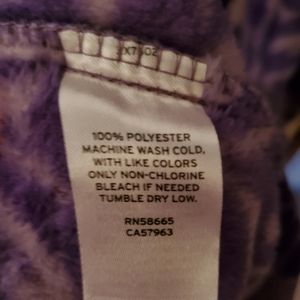 100% POLYESTER
MACHINE WASH COLD,
WITH LIKE COLORS
ONLY NON-CHLORINE
BLEACH IF NEEDED
TUMBLE DRY LOW.
RN58665
CA57963